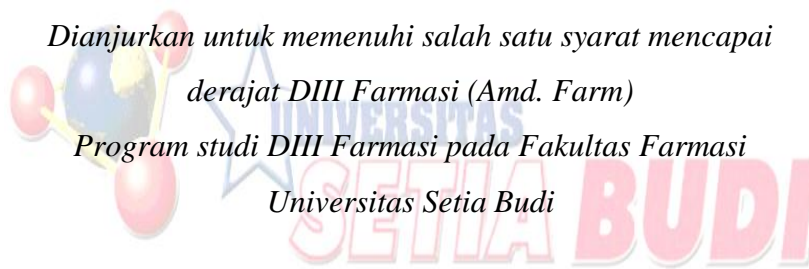 Dianjurkan untuk memenuhi salah satu syarat mencapai
derajat DIII Farmasi (Amd. Farm)
UNIVERSITAS
Program studi DIII Farmasi pada Fakultas Farmasi
Universitas Setia Budi
SETIA BUDI